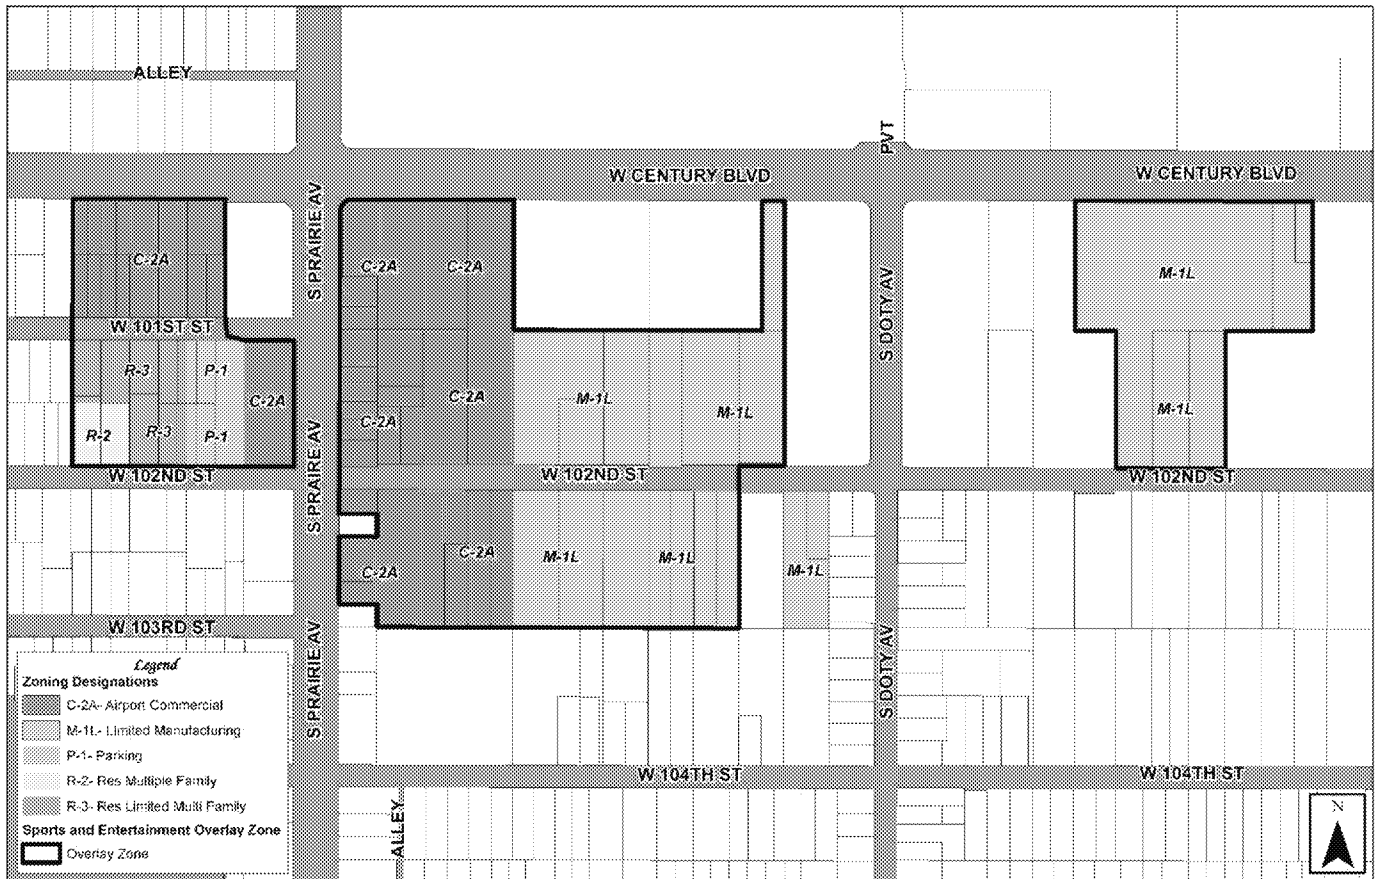 ALLEY
PVT
W CENTURY BLVD
W CENTURY BLVD
S PRAIRIE AV
C-2A
C-2A
C-2A
S DOTY AV
M-1L
W 101ST ST
R-3
P-1
C-2A
C-2A
C-2A
M-1L
M-1L
M-1L
R-2
R-3
P-1
S PRAIRE AV
W 102ND ST
W 102ND ST
W 102ND ST
C-2A
C-2A
M-1L
M-1L
M-1L
W 103RD ST
S PRAIRIE AV
S DOTY AV
Legend
Zoning Designations
C-2A- Airport Commercial
M-1L- Limited Manufacturing
P-1- Parking
R-2- Res Multiple Family
R-3- Res Limited Multi Family
Sports and Entertainment Overlay Zone
Overlay Zone
W 104TH ST
W 104TH ST
ALLEY
N